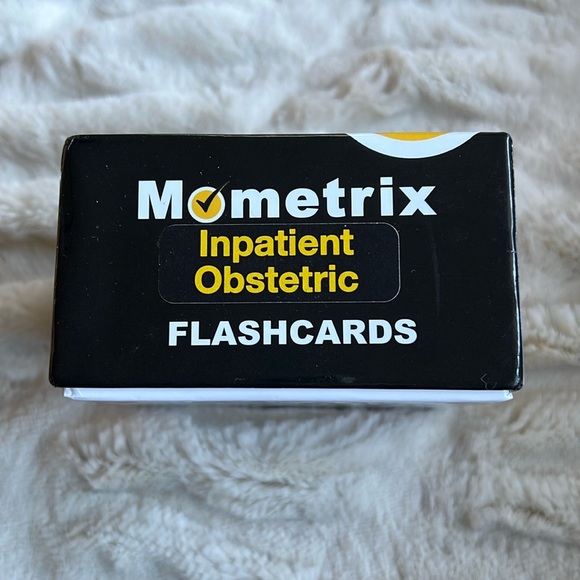 Mometrix
Inpatient
Obstetric
FLASHCARDS